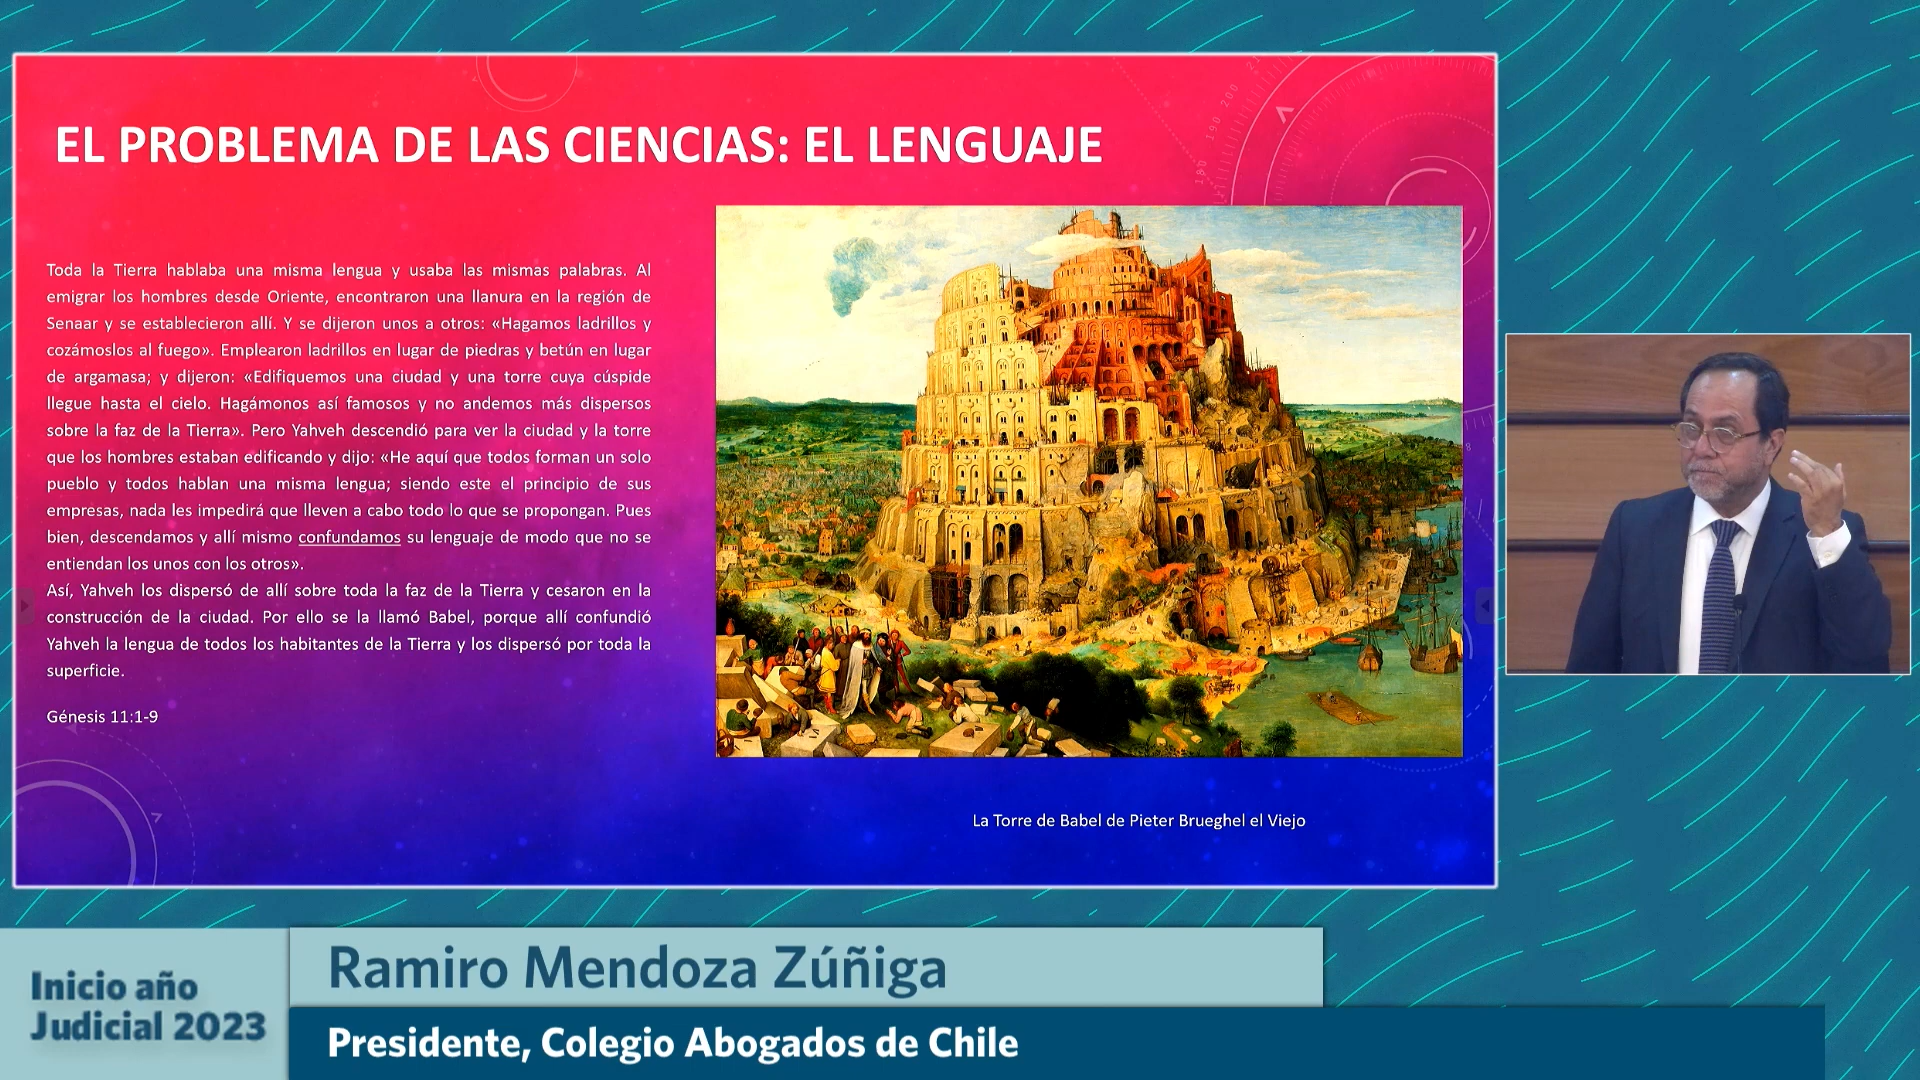 EL PROBLEMA DE LAS CIENCIAS: EL LENGUAJE
Toda la Tierra hablaba una misma lengua y usaba las mismas palabras. Al
emigrar los hombres desde Oriente, encontraron una llanura en la región de
Senaar y se establecieron allí. Y se dijeron unos a otros: «Hagamos ladrillos y
cozámoslos al fuego». Emplearon ladrillos en lugar de piedras y betún en lugar
de argamasa; y dijeron: «Edifiquemos una ciudad y una torre cuya cúspide
llegue hasta el cielo. Hagámonos así famosos y no andemos más dispersos
sobre la faz de la Tierra». Pero Yahveh descendió para ver la ciudad y la torre
que los hombres estaban edificando y dijo: «He aquí que todos forman un solo
pueblo y todos hablan una misma lengua; siendo este el principio de sus
empresas, nada les impedirá que lleven a cabo todo lo que se propongan. Pues
bien, descendamos y allí mismo confundamos su lenguaje de modo que no se
entiendan los unos con los otros».
Así, Yahveh los dispersó de allí sobre toda la faz de la Tierra y cesaron en la
construcción de la ciudad. Por ello se la llamó Babel, porque allí confundió
Yahveh la lengua de todos los habitantes de la Tierra y los dispersó por toda la
superficie.
Génesis 11:1-9
180 190 200
La Torre de Babel de Pieter Brueghel el Viejo
Inicio año
Judicial 2023
Ramiro Mendoza Zúñiga
Presidente, Colegio Abogados de Chile